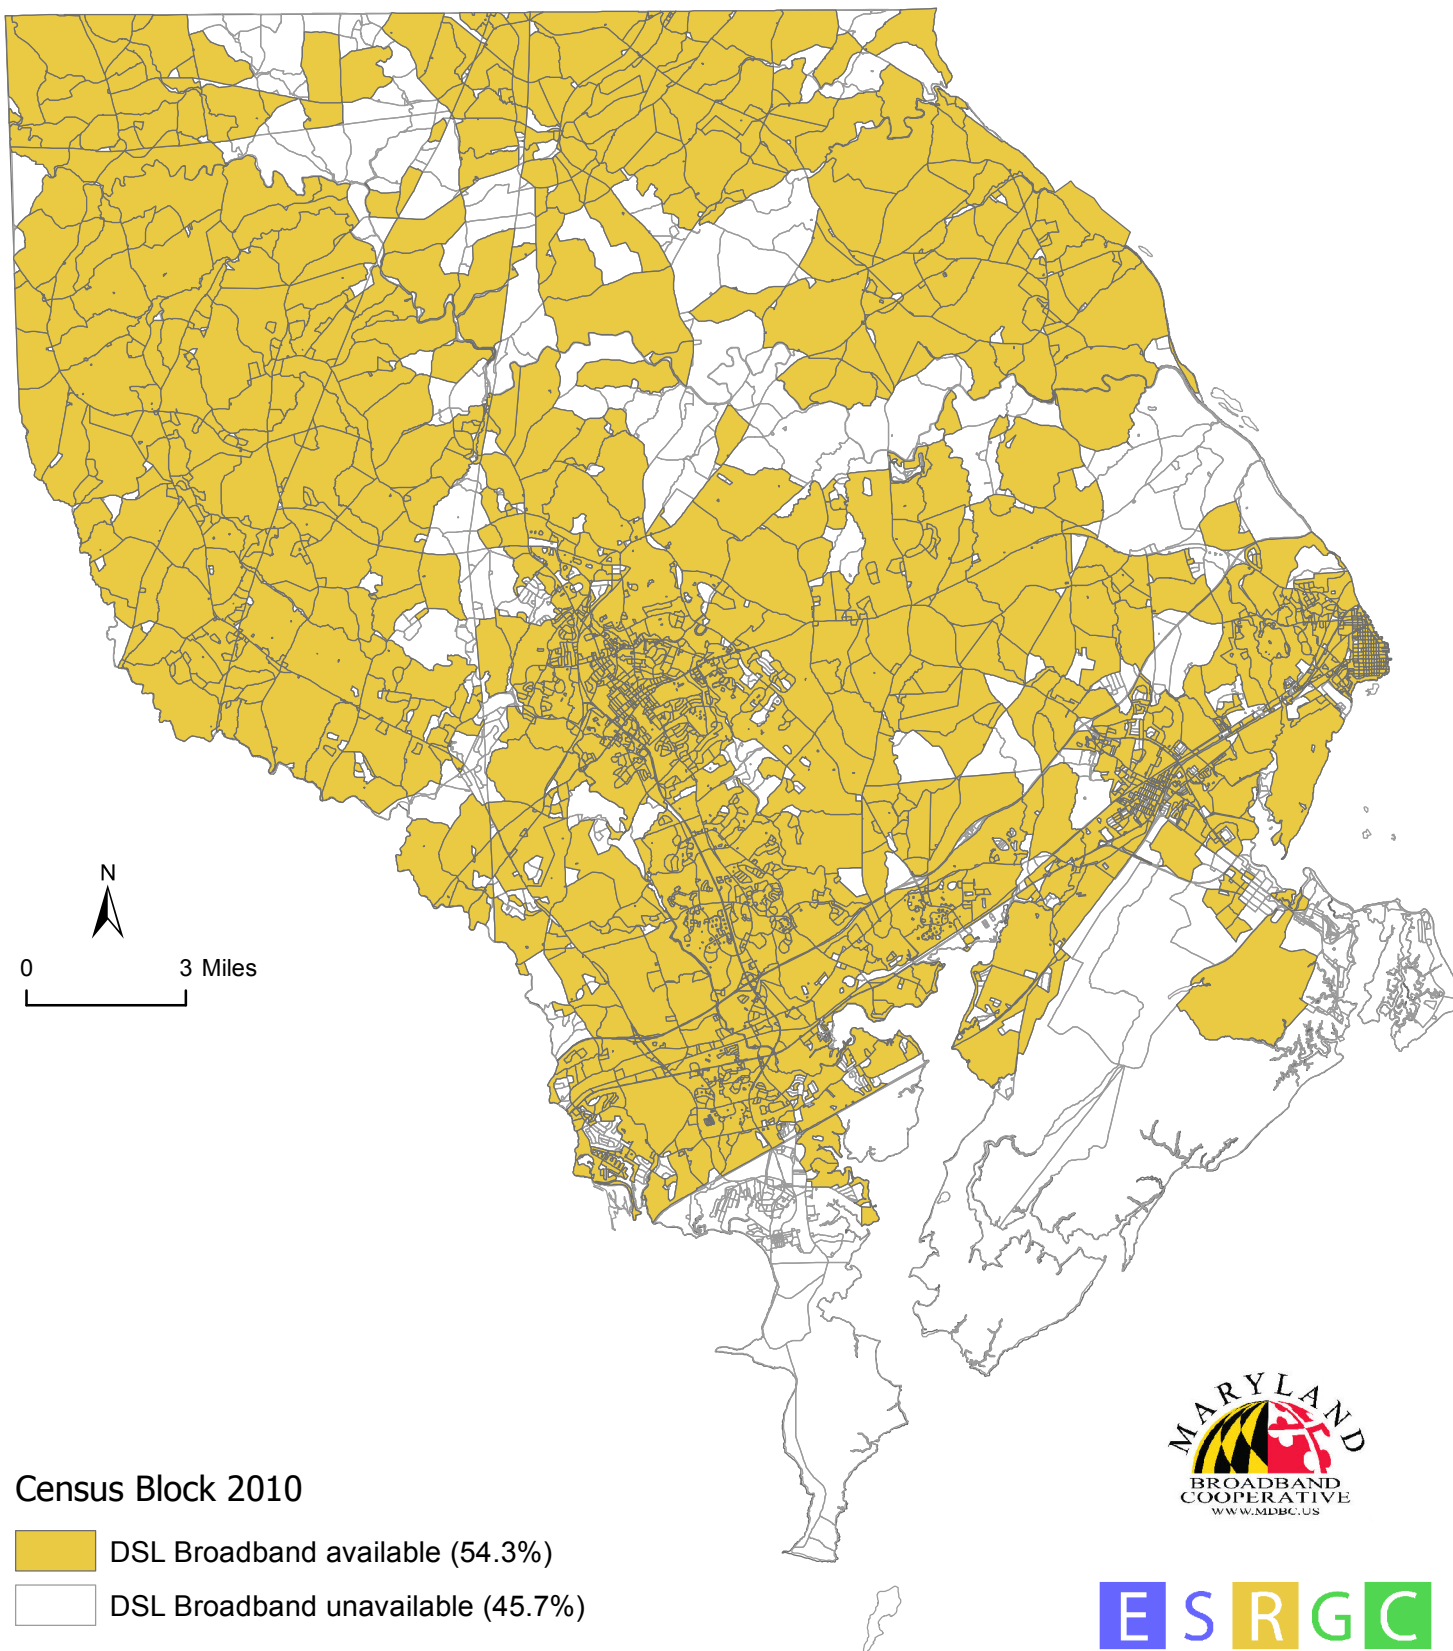 N
0 3 Miles
Census Block 2010
DSL Broadband available (54.3%)
DSL Broadband unavailable (45.7%)
MARYLAND
BROADBAND
COOPERATIVE
WWW.MDBC.US
ESRGC